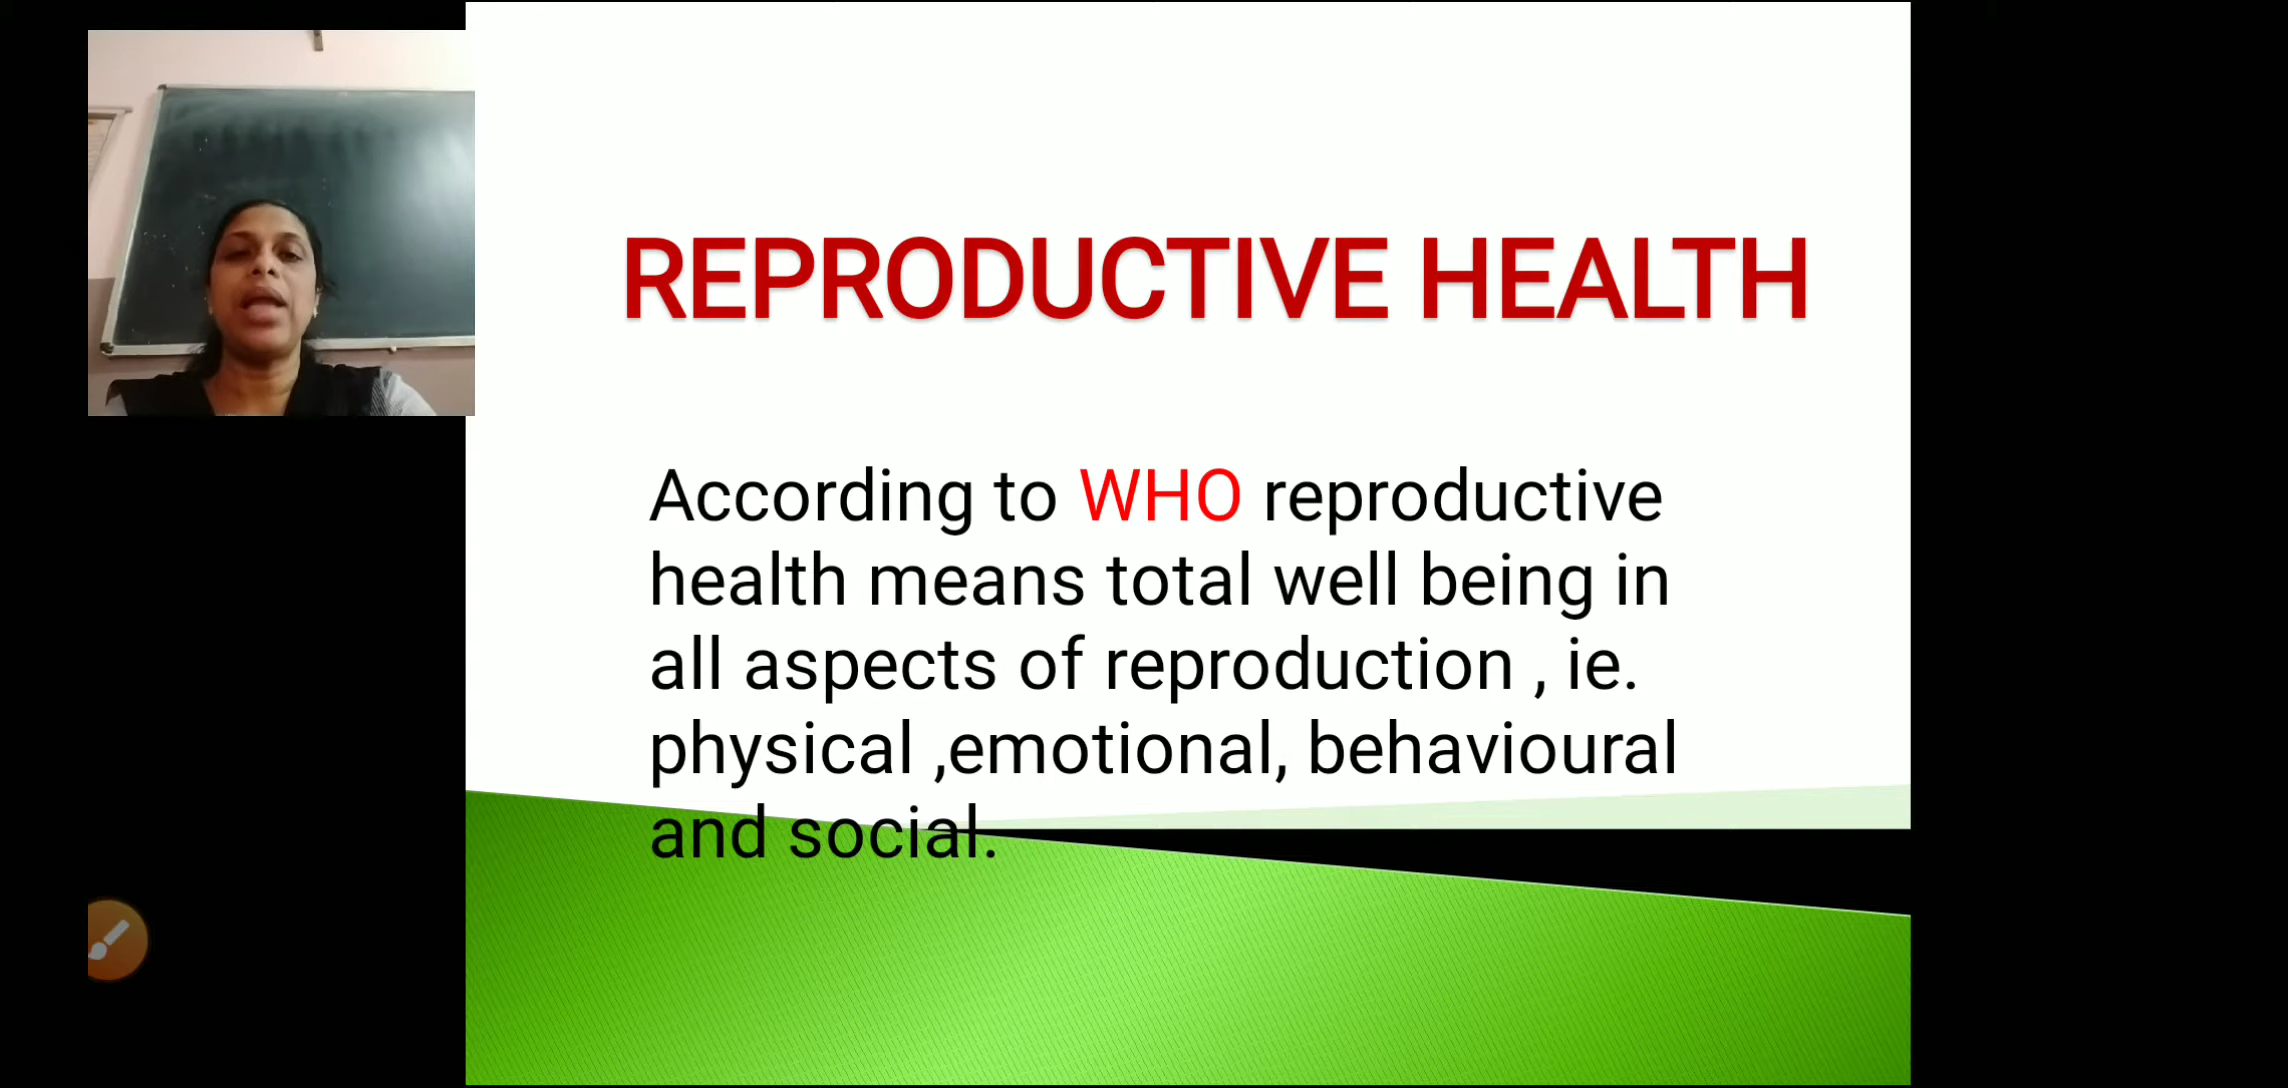 REPRODUCTIVE HEALTH
According to WHO reproductive
health means total well being in
all aspects of reproduction , ie.
physical ,emotional, behavioural
and social.